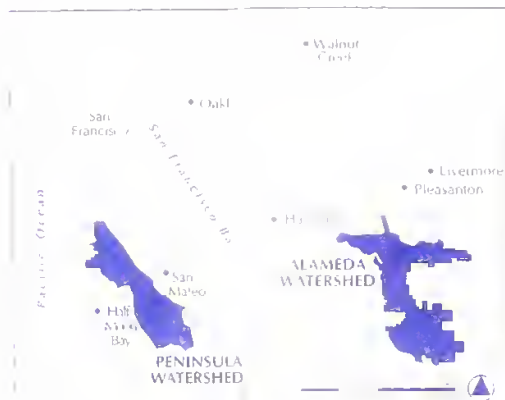 Walnut
Creek
Oakl
San
Francisco
San Francisco Ba
Livermore
Pleasanton
Pacific Ocean
ALAMEDA
WATERSHED
San
Mateo
Half
Moon
Bay
PENINSULA
WATERSHED